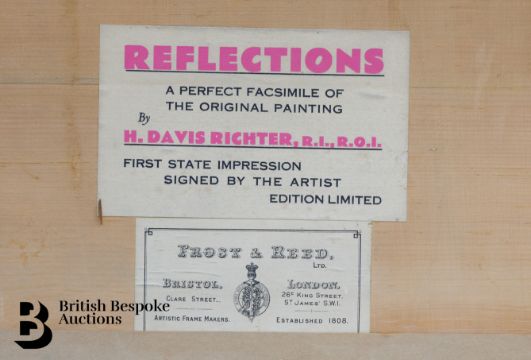 REFLECTIONS
A PERFECT FACSIMILE OF
THE ORIGINAL PAINTING
By
H. DAVIS RICHTER, R.I., R.O.I.
FIRST STATE IMPRESSION
SIGNED BY THE ARTIST
EDITION LIMITED
FROST & REED,
LTD.
BRISTOL.
CLARE STREET.
ARTISTIC FRAME MAKERS.
LONDON.
26C KING STREET,
ST JAMES' S.W.1.
ESTABLISHED 1808.
British Bespoke
Auctions